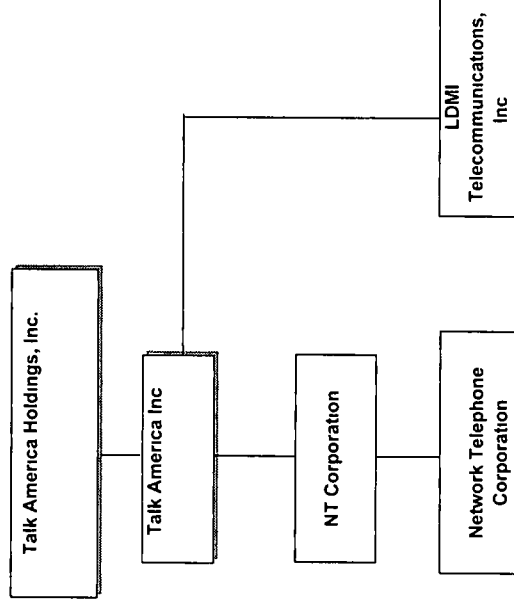 Talk America Holdings, Inc.
Talk America Inc
NT Corporation
Network Telephone
Corporation
LDMI
Telecommunications,
Inc